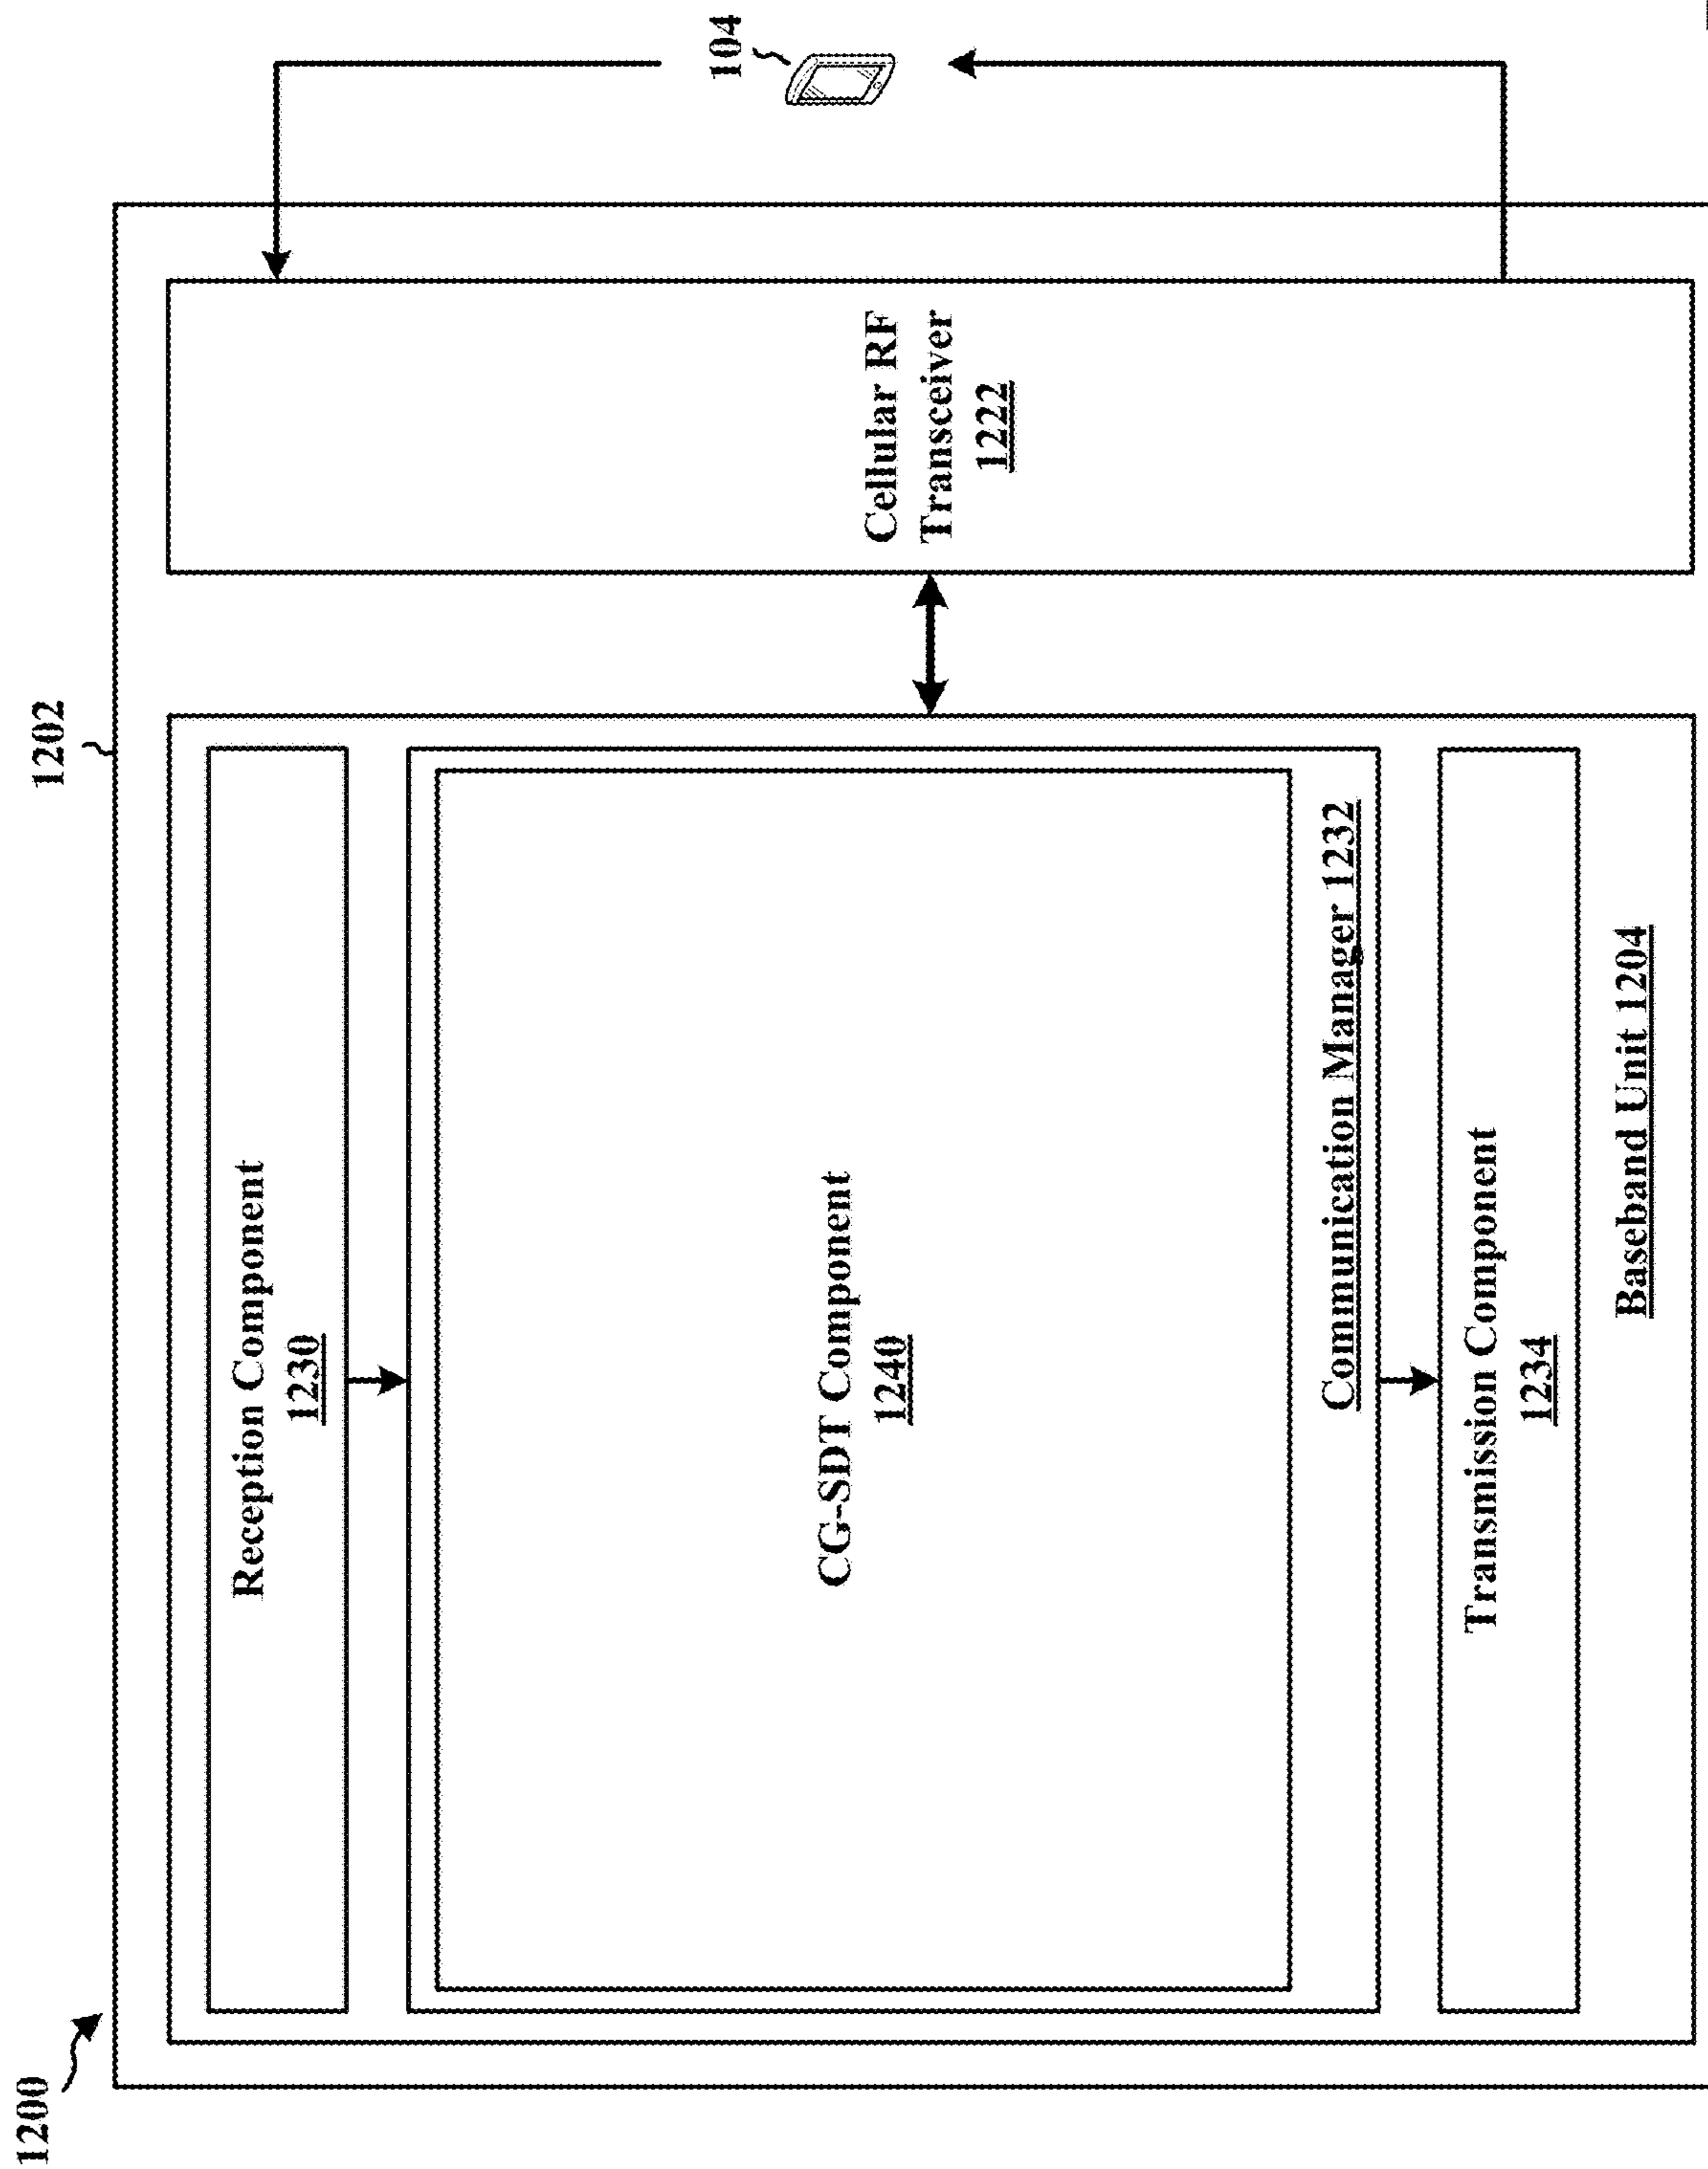 1200
1202
104
Reception Component
1230
CG-SDT Component
1240
Communication Manager 1232
Transmission Component
1234
Baseband Unit 1204
Cellular RF
Transceiver
1222